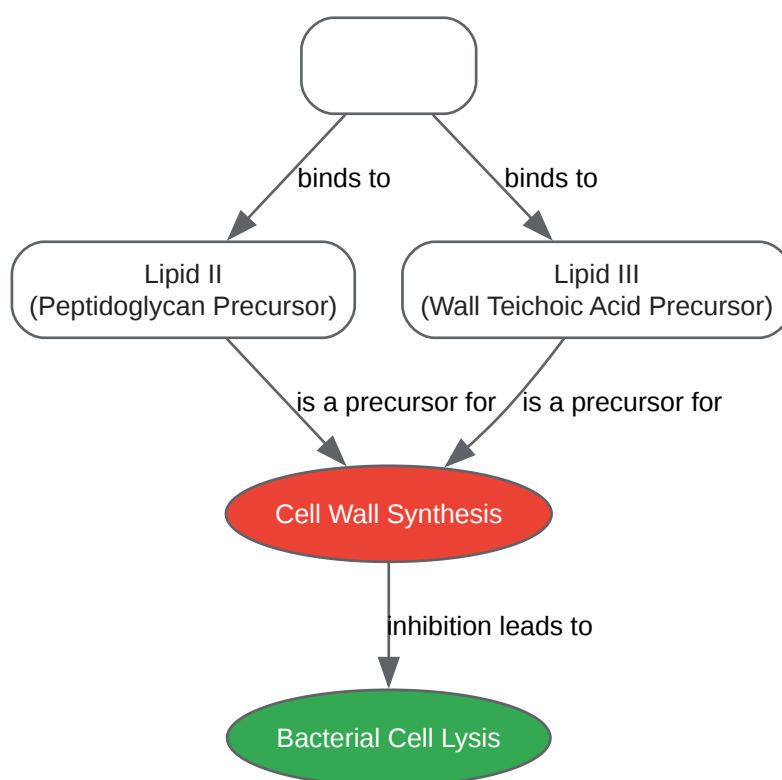 binds to
binds to
Lipid II
(Peptidoglycan Precursor)
Lipid III
(Wall Teichoic Acid Precursor)
is a precursor for
is a precursor for
Cell Wall Synthesis
inhibition leads to
Bacterial Cell Lysis